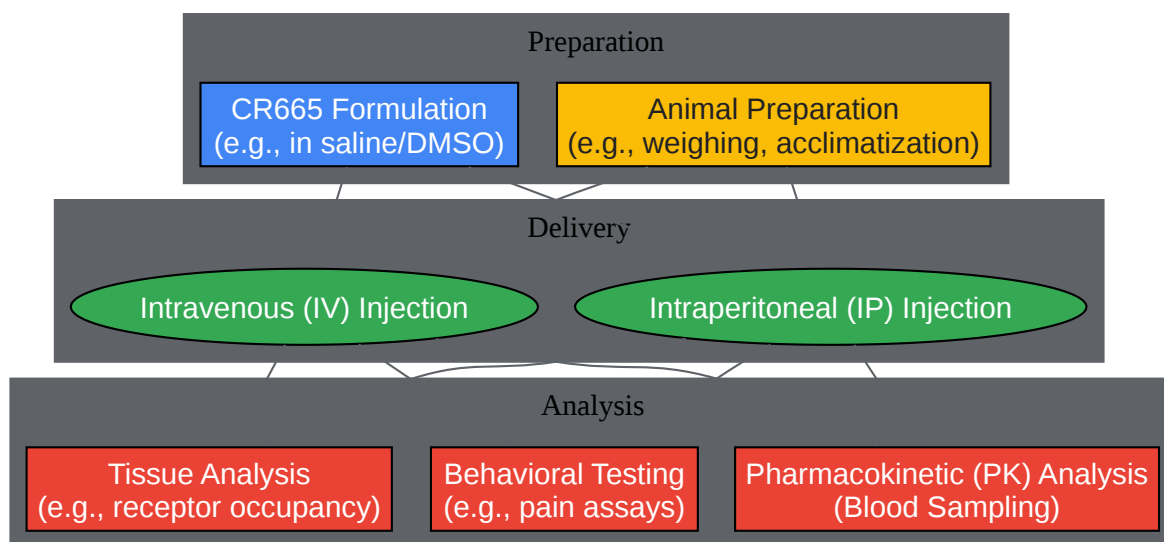 Preparation
CR665 Formulation
(e.g., in saline/DMSO)
Animal Preparation
(e.g., weighing, acclimatization)
Delivery
Intravenous (IV) Injection
Intraperitoneal (IP) Injection
Analysis
Tissue Analysis
(e.g., receptor occupancy)
Behavioral Testing
(e.g., pain assays)
Pharmacokinetic (PK) Analysis
(Blood Sampling)